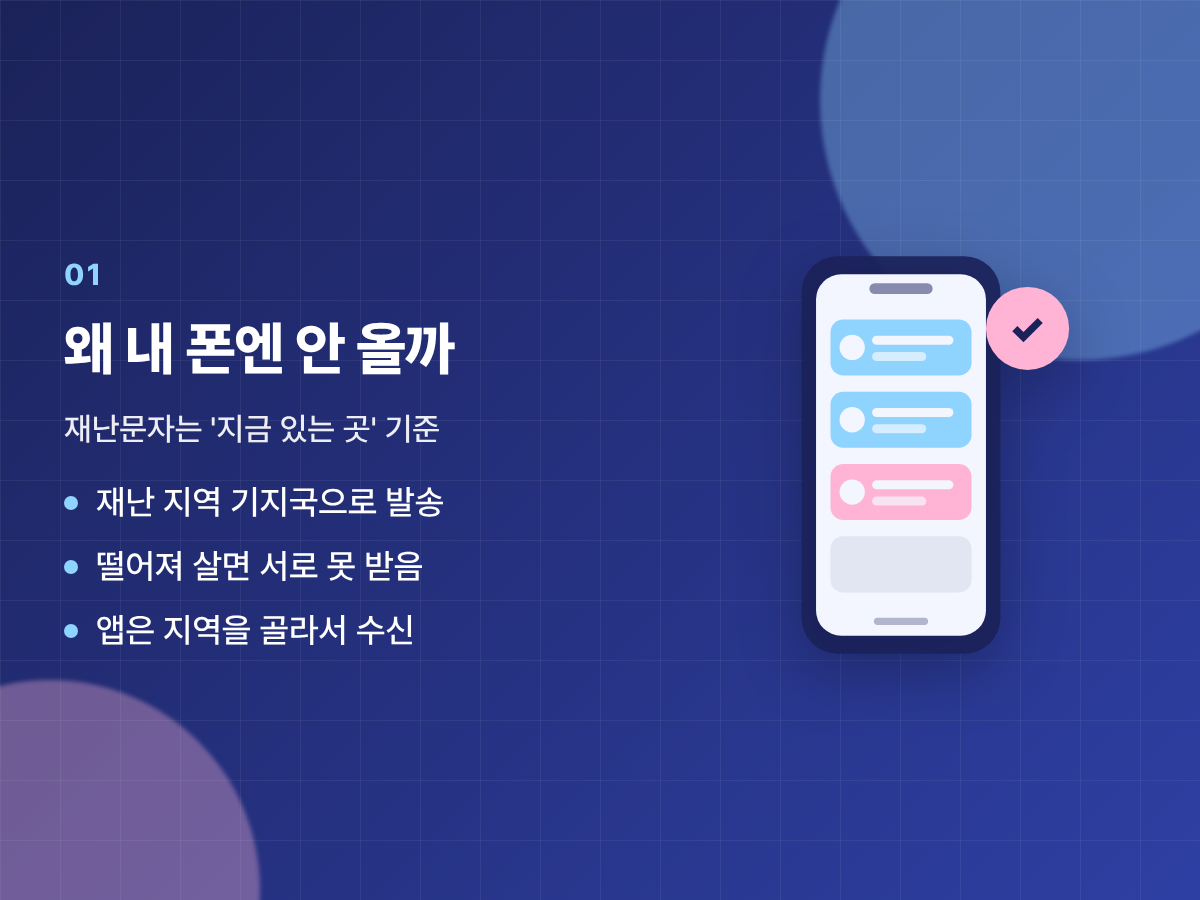 01
왜 내 폰엔 안 올까
재난문자는 '지금 있는 곳' 기준
재난 지역 기지국으로 발송
떨어져 살면 서로 못 받음
앱은 지역을 골라서 수신